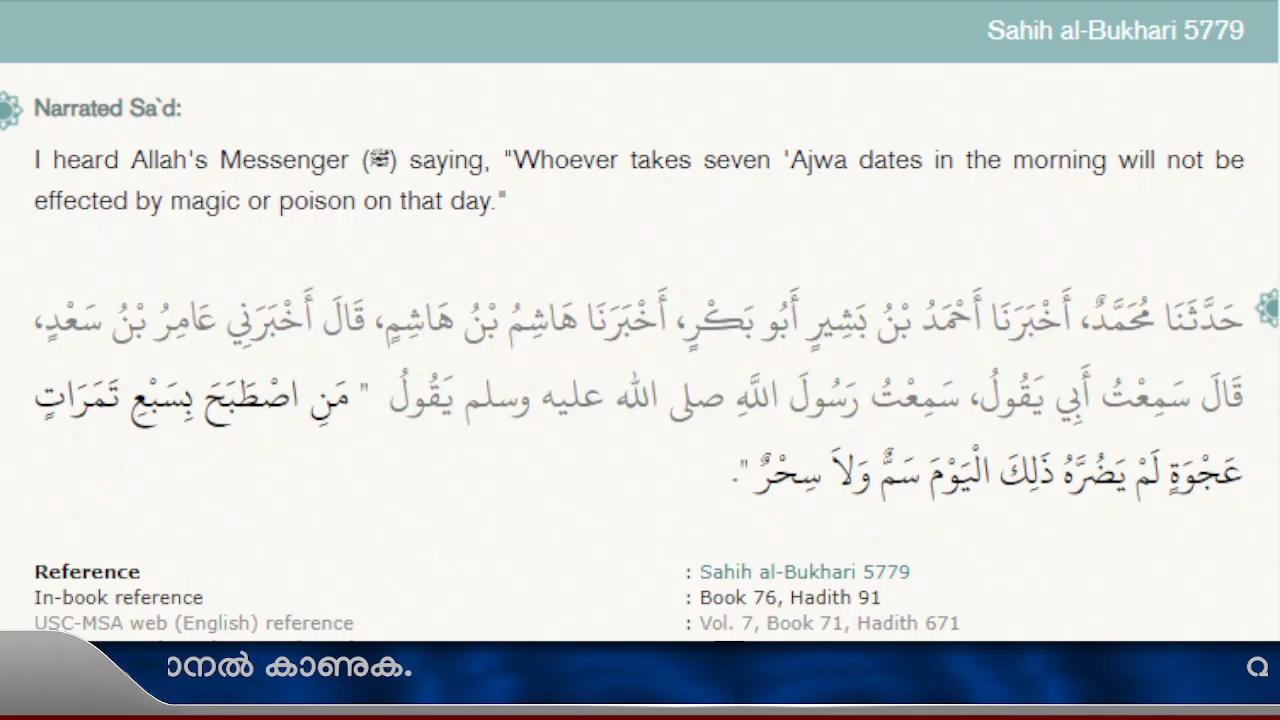 Sahih al-Bukhari 5779
Narrated Sa`d:
I heard Allah's Messenger (ﷺ) saying, "Whoever takes seven 'Ajwa dates in the morning will not be
effected by magic or poison on that day."
حَدَّثَنَا مُحَمَّدٌ، أَخْبَرَنَا أَحْمَدُ بْنُ بَشِيرٍ أَبُو بَكْرٍ، أَخْبَرَنَا هَاشِمُ بْنُ هَاشِمٍ، قَالَ أَخْبَرَنِي عَامِرُ بْنُ سَعْدٍ،
قَالَ سَمِعْتُ أَبِي يَقُولُ، سَمِعْتُ رَسُولَ اللَّهِ صلى الله عليه وسلم يَقُولُ ‏"‏ مَنِ اصْطَبَحَ بِسَبْعِ تَمَرَاتٍ
عَجْوَةٍ لَمْ يَضُرَّهُ ذَلِكَ الْيَوْمَ سَمٌّ وَلاَ سِحْرٌ ‏"‏‏.‏
Reference : Sahih al-Bukhari 5779
In-book reference : Book 76, Hadith 91
USC-MSA web (English) reference : Vol. 7, Book 71, Hadith 671
കാണുക.